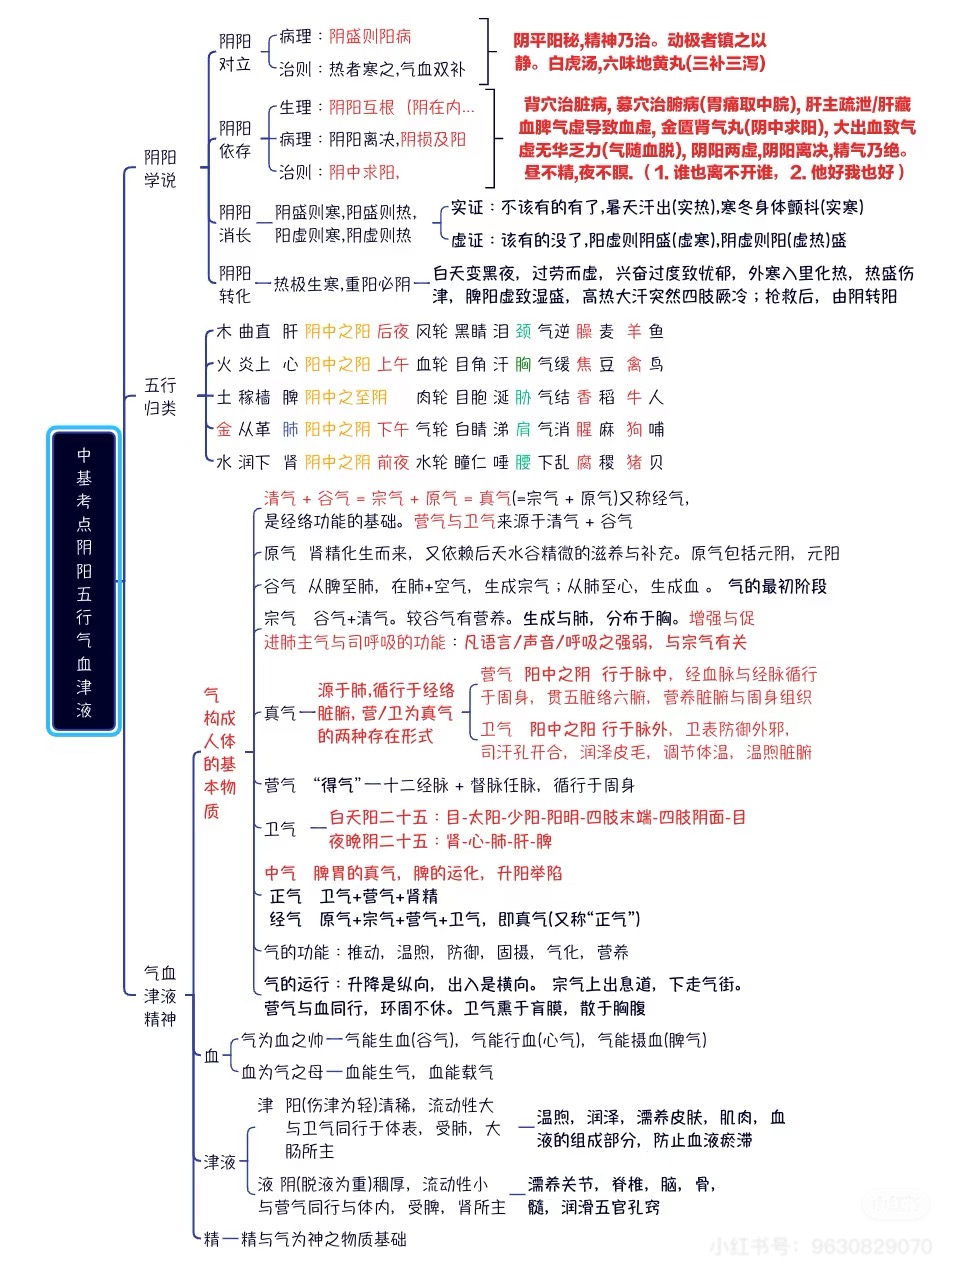 中基考点阴阳五行气血津液
阴阳
学说
阴阳
对立
病理：阴盛则阳病
治则：热者寒之,气血双补
阴平阳秘,精神乃治。动极者镇之以
静。白虎汤,六味地黄丸(三补三泻)
阴阳
依存
生理：阴阳互根（阴在内...
病理：阴阳离决,阴损及阳
治则：阴中求阳,
背穴治脏病, 募穴治腑病(胃痛取中脘), 肝主疏泄/肝藏
血脾气虚导致血虚, 金匮肾气丸(阴中求阳), 大出血致气
虚无华乏力(气随血脱), 阴阳两虚,阴阳离决,精气乃绝。
昼不精,夜不瞑.（1. 谁也离不开谁，2. 他好我也好）
阴阳
消长
阴盛则寒,阳盛则热,
阳虚则寒,阴虚则热
实证：不该有的有了,暑天汗出(实热),寒冬身体颤抖(实寒)
虚证：该有的没了,阳虚则阴盛(虚寒),阴虚则阳(虚热)盛
阴阳
转化
热极生寒,重阳必阴
白天变黑夜，过劳而虚，兴奋过度致忧郁，外寒入里化热，热盛伤
津，脾阳虚致湿盛，高热大汗突然四肢厥冷；抢救后，由阴转阳
五行
归类
木 曲直 肝 阴中之阳 后夜 风轮 黑睛 泪 颈 气逆 臊 麦 羊 鱼
火 炎上 心 阳中之阳 上午 血轮 目角 汗 胸 气缓 焦 豆 禽 鸟
土 稼穑 脾 阴中之至阴 肉轮 目胞 涎 胁 气结 香 稻 牛 人
金 从革 肺 阳中之阴 下午 气轮 白睛 涕 肩 气消 腥 麻 狗 哺
水 润下 肾 阴中之阴 前夜 水轮 瞳仁 唾 腰 下乱 腐 稷 猪 贝
气血
津液
精神
气
构成
人体
的基
本物
质
清气 + 谷气 = 宗气 + 原气 = 真气(=宗气 + 原气)又称经气，
是经络功能的基础。营气与卫气来源于清气 + 谷气
原气 肾精化生而来，又依赖后天水谷精微的滋养与补充。原气包括元阴，元阳
谷气 从脾至肺，在肺+空气，生成宗气；从肺至心，生成血 。 气的最初阶段
宗气 谷气+清气。较谷气有营养。生成与肺，分布于胸。增强与促
进肺主气与司呼吸的功能：凡语言/声音/呼吸之强弱，与宗气有关
真气
源于肺,循行于经络
脏腑, 营/卫为真气
的两种存在形式
营气 阳中之阴 行于脉中，经血脉与经脉循行
于周身，贯五脏络六腑，营养脏腑与周身组织
卫气 阳中之阳 行于脉外，卫表防御外邪，
司汗孔开合，润泽皮毛，调节体温，温煦脏腑
营气 “得气”一十二经脉 + 督脉任脉，循行于周身
卫气
白天阳二十五：目-太阳-少阳-阳明-四肢末端-四肢阴面-目
夜晚阴二十五：肾-心-肺-肝-脾
中气 脾胃的真气，脾的运化，升阳举陷
正气 卫气+营气+肾精
经气 原气+宗气+营气+卫气，即真气(又称“正气”)
气的功能：推动，温煦，防御，固摄，气化，营养
气的运行：升降是纵向，出入是横向。 宗气上出息道，下走气街。
营气与血同行，环周不休。卫气熏于肓膜，散于胸腹
血
气为血之帅一气能生血(谷气)，气能行血(心气)，气能摄血(脾气)
血为气之母一血能生气，血能载气
津液
津 阳(伤津为轻)清稀，流动性大
与卫气同行于体表，受肺，大
肠所主
温煦，润泽，濡养皮肤，肌肉，血
液的组成部分，防止血液瘀滞
液 阴(脱液为重)稠厚，流动性小
与营气同行与体内，受脾，肾所主
濡养关节，脊椎，脑，骨，
髓，润滑五官孔窍
精一精与气为神之物质基础
小红书
小红书号：9630829070